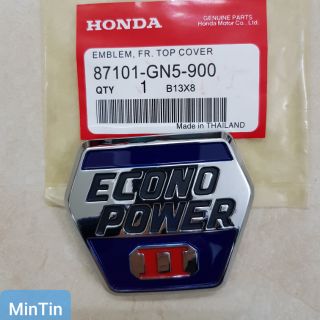 HONDA
GENUINE PARTS
Honda Motor Co., Ltd.
EMBLEM, FR. TOP COVER
87101-GN5-900
QTY 1 B13X8
Made in THAILAND
ECONO
POWER
III
MinTin